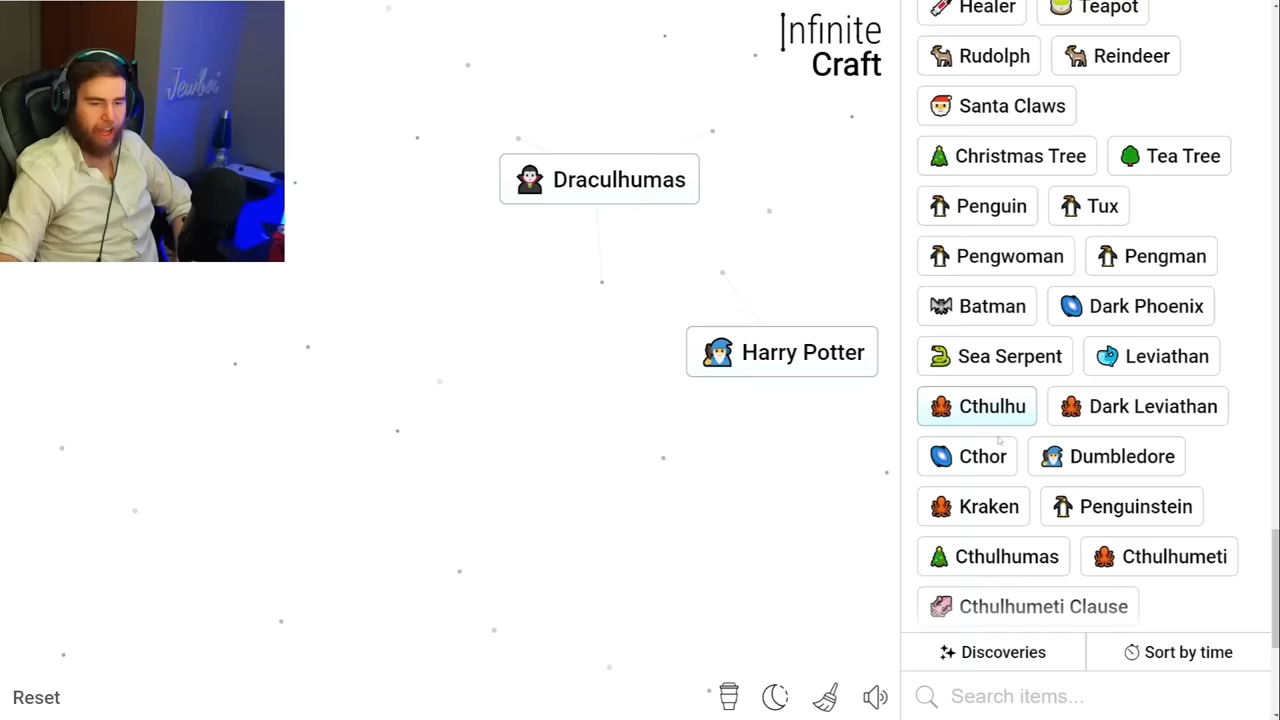 Jewboi
Infinite
Craft
Draculhumas
Harry Potter
Healer Teapot
Rudolph Reindeer
Santa Claws
Christmas Tree Tea Tree
Penguin Tux
Pengwoman Pengman
Batman Dark Phoenix
Sea Serpent Leviathan
Cthulhu Dark Leviathan
Cthor Dumbledore
Kraken Penguinstein
Cthulhumas Cthulhumeti
Cthulhumeti Clause
Discoveries Sort by time
Search items...
Reset